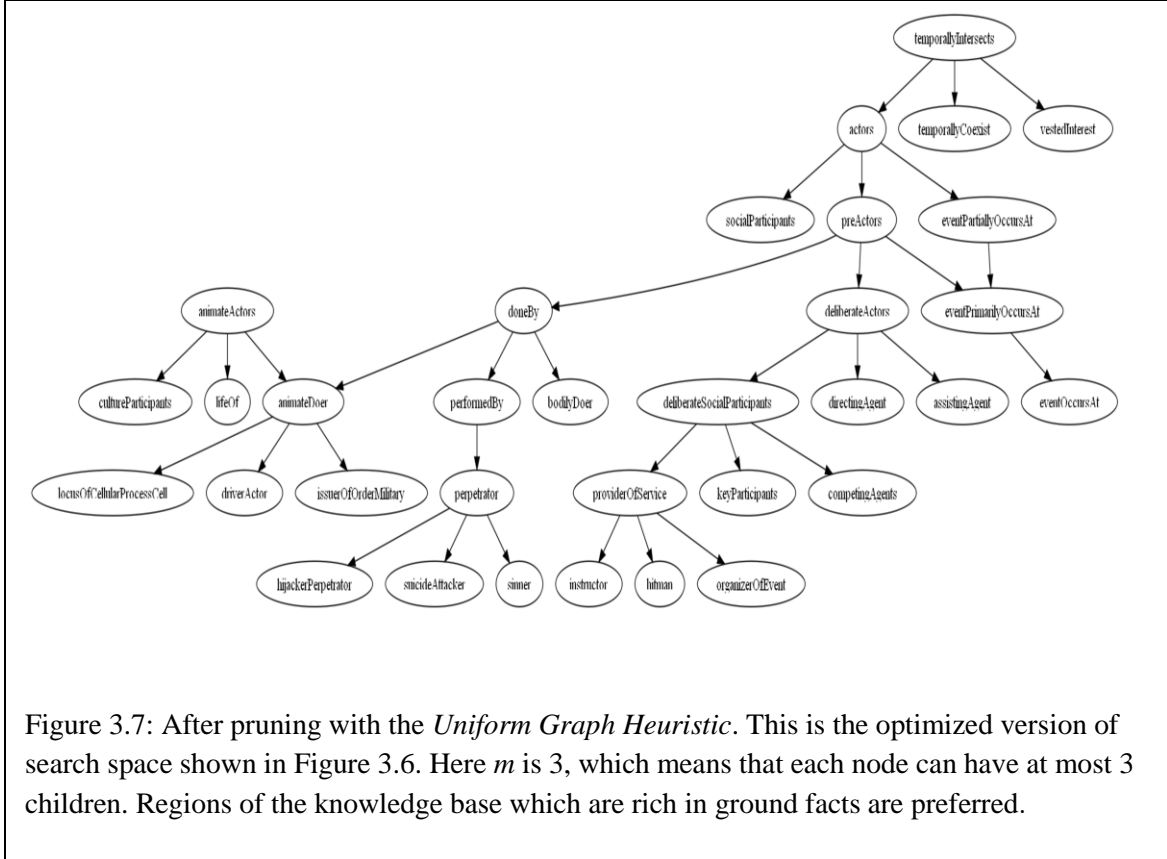 temporallyIntersects
actors
temporallyCoexist
vestedInterest
socialParticipants
preActors
eventPartiallyOccursAt
animateActors
doneBy
deliberateActors
eventPrimarilyOccursAt
cultureParticipants
lifeOf
animateDoer
performedBy
bodilyDoer
deliberateSocialParticipants
directingAgent
assistingAgent
eventOccursAt
locusOfCellularProcessCell
driverActor
issuerOfOrderMilitary
perpetrator
providerOfService
keyParticipants
competingAgents
hijackerPerpetrator
suicideAttacker
sinner
instructor
hitman
organizerOfEvent
Figure 3.7: After pruning with the Uniform Graph Heuristic. This is the optimized version of
search space shown in Figure 3.6. Here m is 3, which means that each node can have at most 3
children. Regions of the knowledge base which are rich in ground facts are preferred.